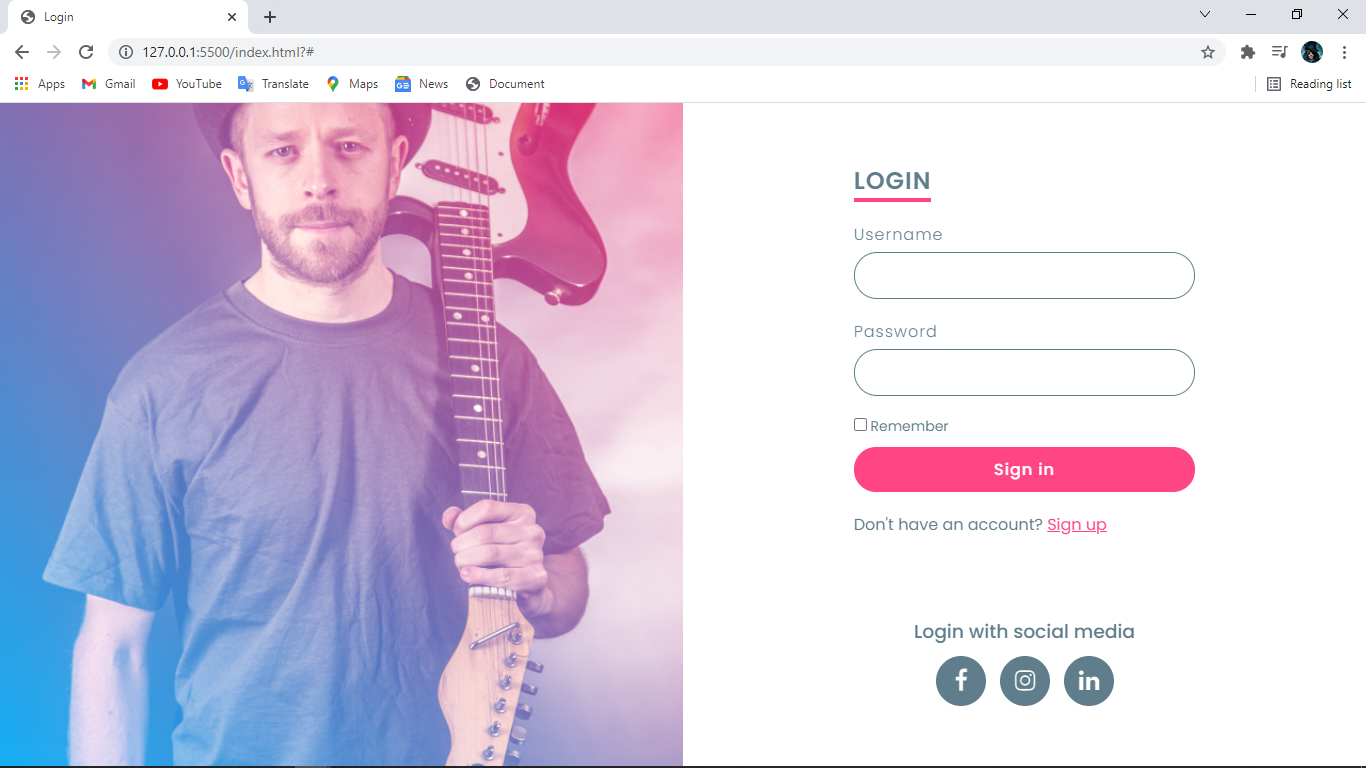 Login
127.0.0.1:5500/index.html?#
Apps Gmail YouTube Translate Maps News Document Reading list
LOGIN
Username
Password
Remember
Sign in
Don't have an account? Sign up
Login with social media
f in